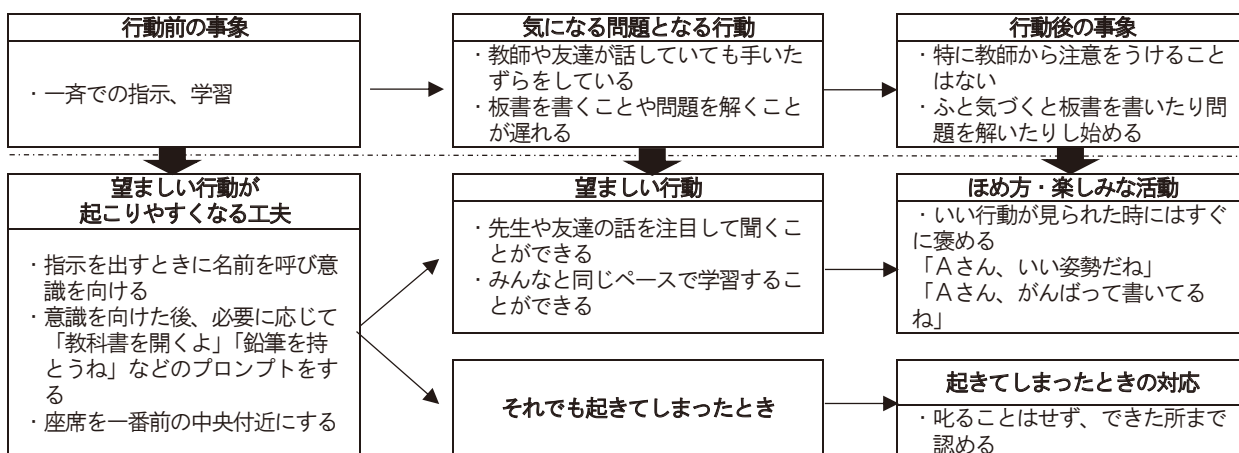 行動前の事象
・一斉での指示、学習
気になる問題となる行動
・教師や友達が話していても手いた
ずらをしている
・板書を書くことや問題を解くこと
が遅れる
行動後の事象
・特に教師から注意をうけること
はない
・ふと気づくと板書を書いたり問
題を解いたりし始める
望ましい行動が
起こりやすくなる工夫
・指示を出すときに名前を呼び意
識を向ける
・意識を向けた後、必要に応じて
「教科書を開くよ」「鉛筆を持
とうね」などのプロンプトをす
る
・座席を一番前の中央付近にする
望ましい行動
・先生や友達の話を注目して聞くこ
とができる
・みんなと同じペースで学習するこ
とができる
ほめ方・楽しみな活動
・いい行動が見られた時にはすぐ
に褒める
「Aさん、いい姿勢だね」
「Aさん、がんばって書いてる
ね」
それでも起きてしまったとき
起きてしまったときの対応
・叱ることはせず、できた所まで
認める